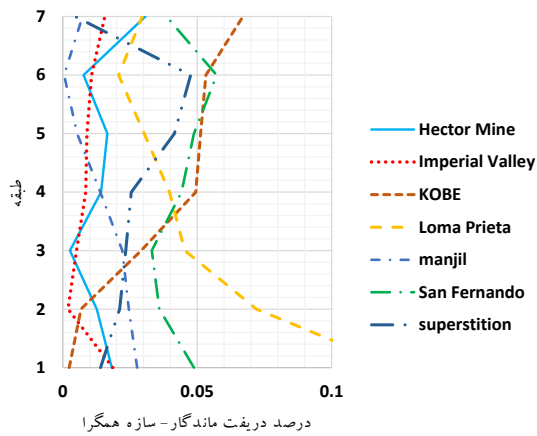 7
6
5
4
3
2
1
طبقه
0
0.05
0.1
درصد دریفت ماندگار- سازه همگرا
Hector Mine
Imperial Valley
KOBE
Loma Prieta
manjil
San Fernando
superstition